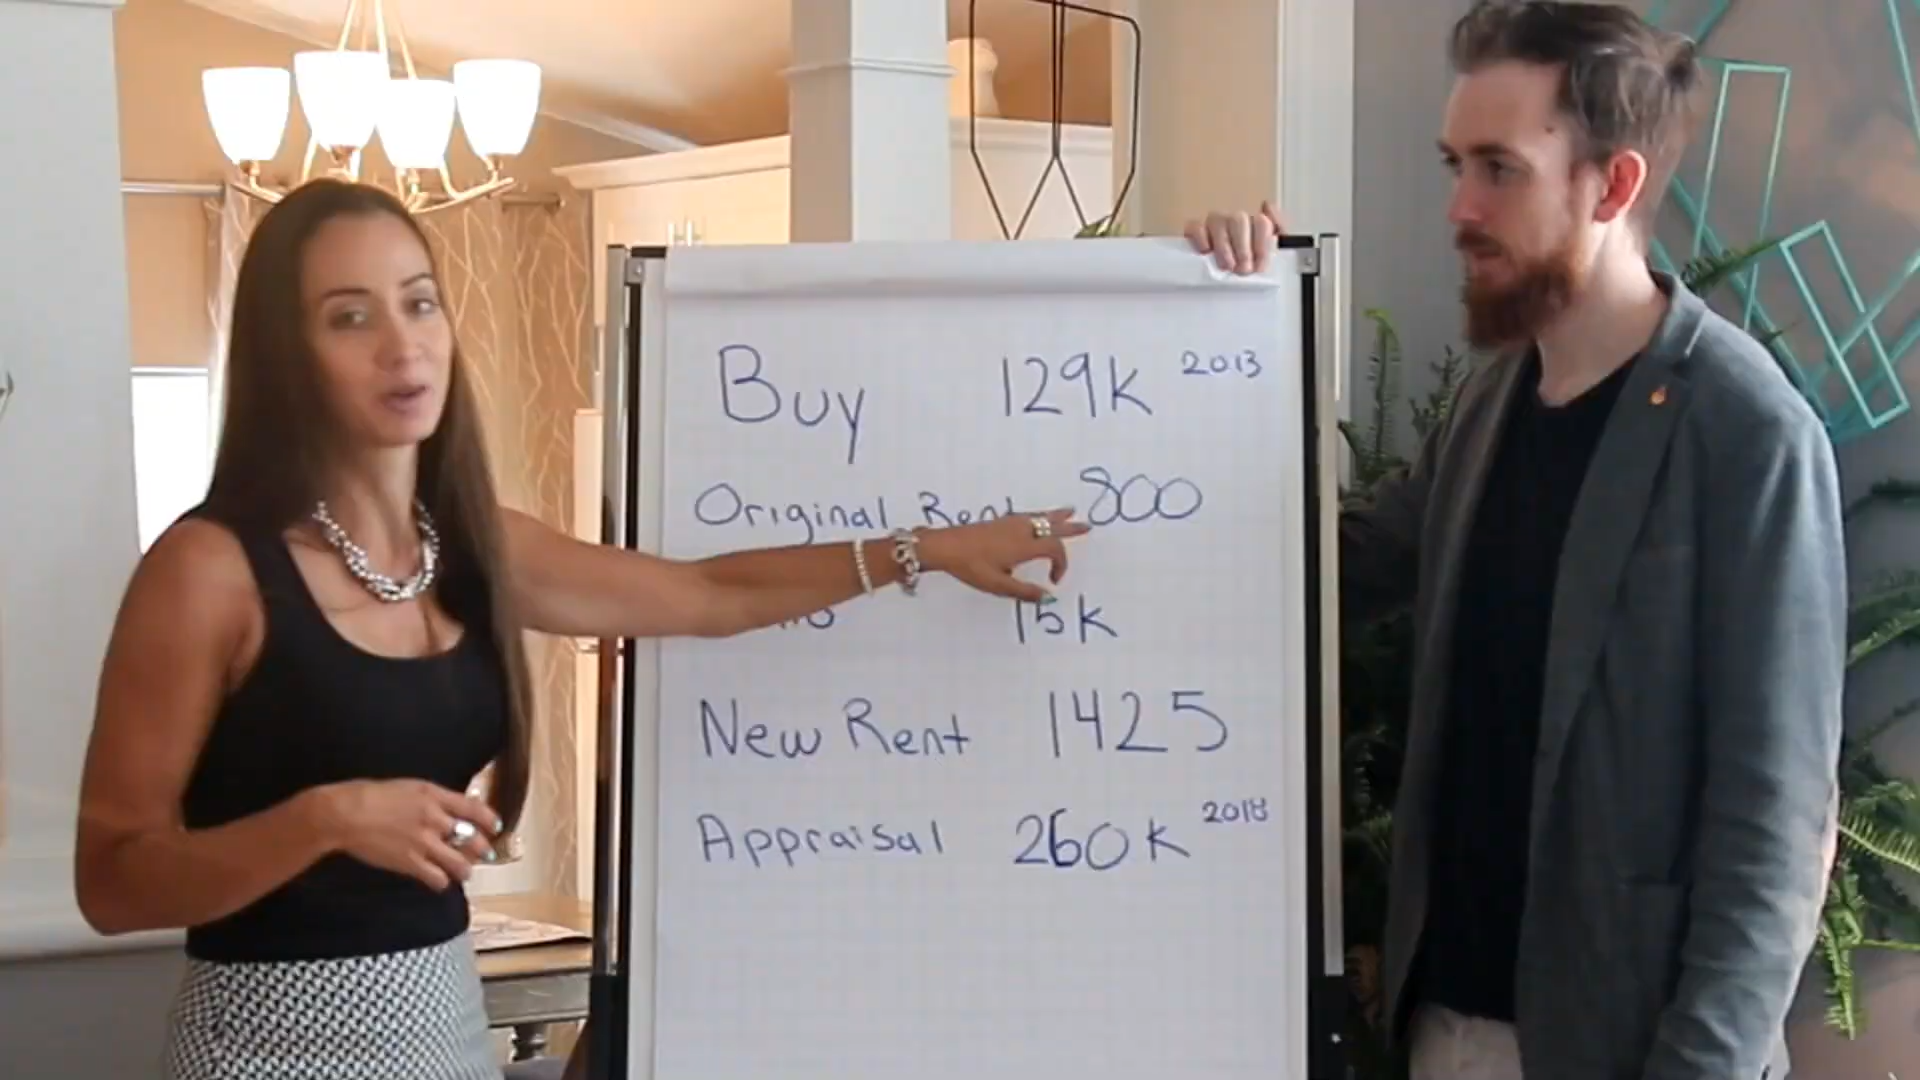 Buy 129k 2013
Original Rent 800
15k
New Rent 1425
Appraisal 260k 2018